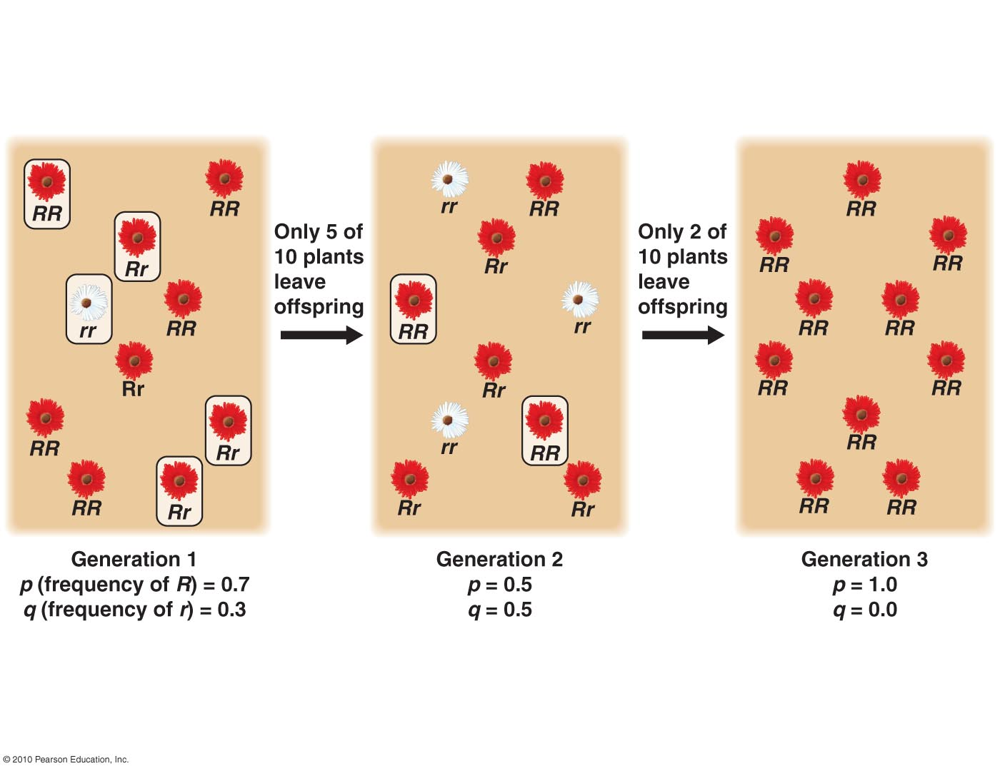 RR
RR
Rr
rr
RR
Rr
RR
Rr
RR
Rr
Only 5 of
10 plants
leave
offspring
rr
RR
Rr
RR
rr
Rr
rr
RR
Rr
Rr
Only 2 of
10 plants
leave
offspring
RR
RR
RR
RR
RR
RR
RR
RR
RR
RR
Generation 1
p (frequency of R) = 0.7
q (frequency of r) = 0.3
Generation 2
p = 0.5
q = 0.5
Generation 3
p = 1.0
q = 0.0
© 2010 Pearson Education, Inc.